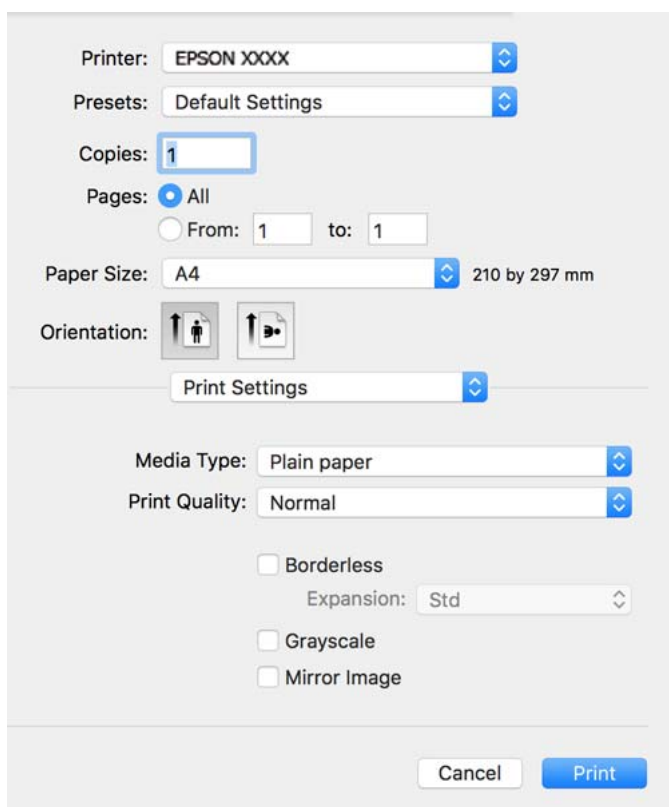 Printer: EPSON XXXX
Presets: Default Settings
Copies: 1
Pages: All
From: 1 to: 1
Paper Size: A4 210 by 297 mm
Orientation:
Print Settings
Media Type: Plain paper
Print Quality: Normal
Borderless
Expansion: Std
Grayscale
Mirror Image
Cancel Print